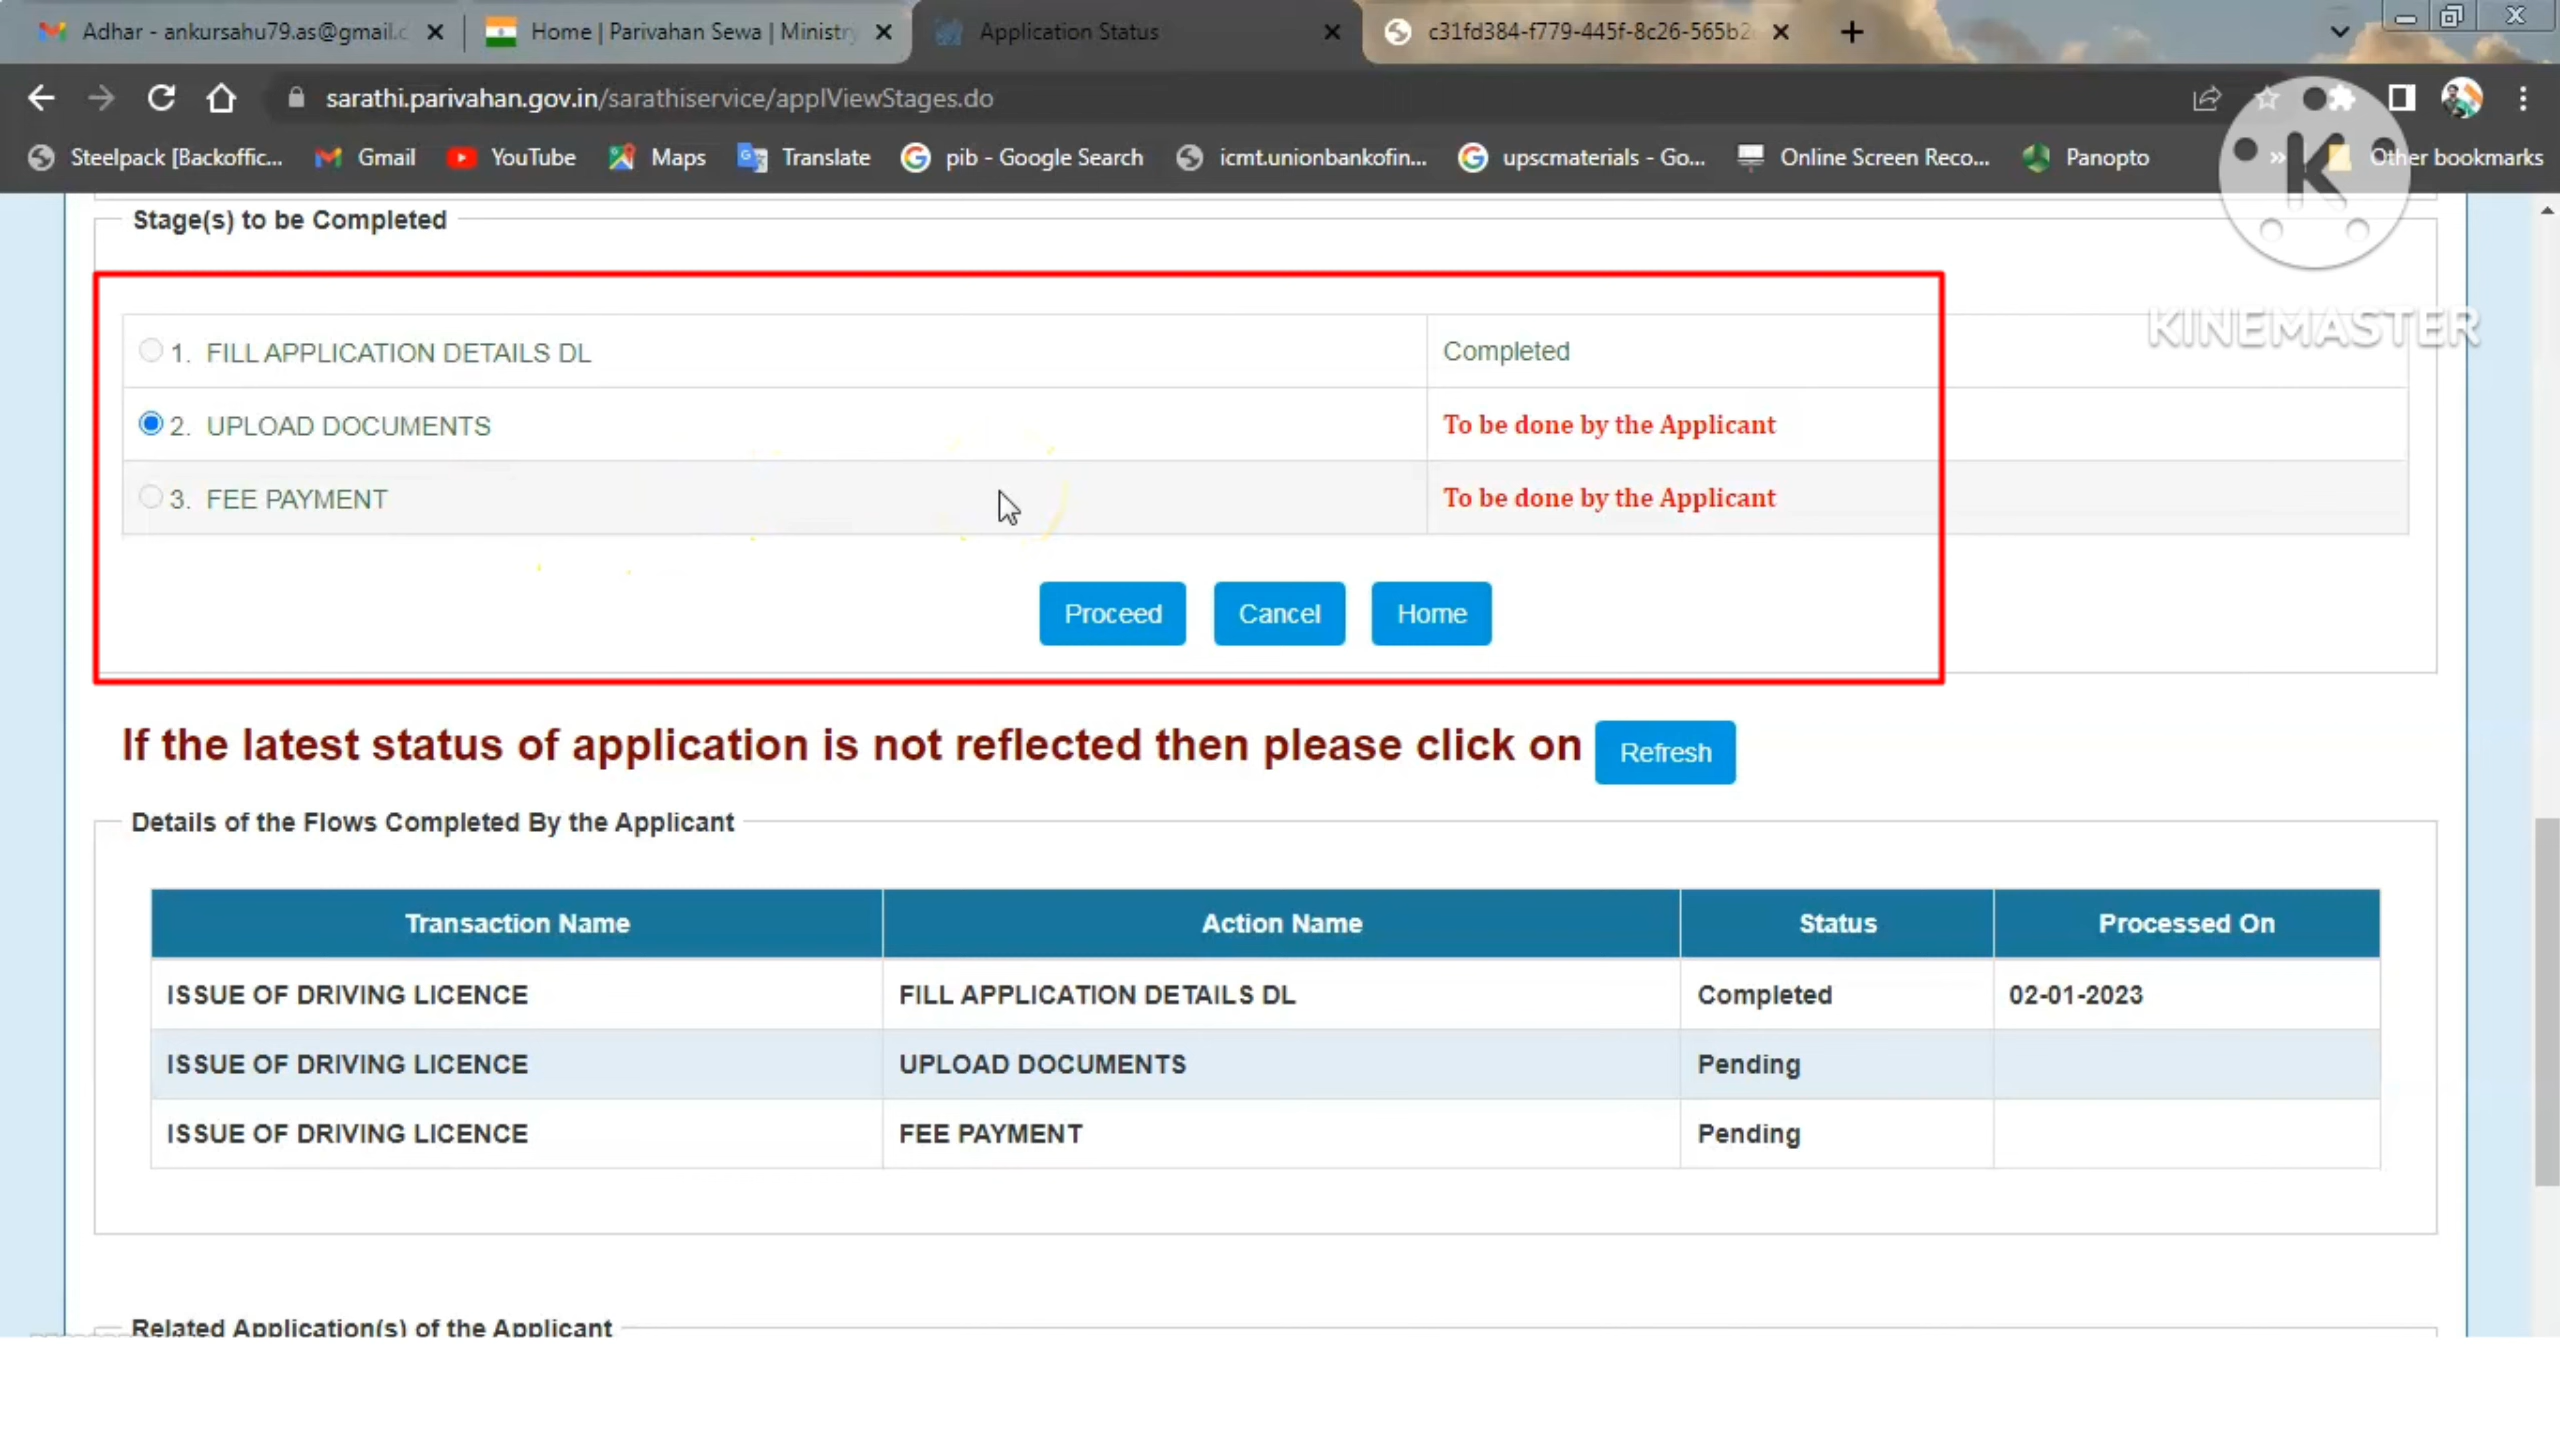 Adhar - ankursahu79.as@gmail.c
Home | Parivahan Sewa | Ministry
Application Status
c31fd384-f779-445f-8c26-565b2
sarathi.parivahan.gov.in/sarathiservice/applViewStages.do
Steelpack [Backoffic...
Gmail
YouTube
Maps
Translate
pib - Google Search
icmt.unionbankofin...
upscmaterials - Go...
Online Screen Reco...
Panopto
»
Other bookmarks
K
KINEMASTER
Stage(s) to be Completed
1. FILL APPLICATION DETAILS DL Completed
2. UPLOAD DOCUMENTS To be done by the Applicant
3. FEE PAYMENT To be done by the Applicant
Proceed Cancel Home
If the latest status of application is not reflected then please click on Refresh
Details of the Flows Completed By the Applicant
Transaction Name Action Name Status Processed On
ISSUE OF DRIVING LICENCE FILL APPLICATION DETAILS DL Completed 02-01-2023
ISSUE OF DRIVING LICENCE UPLOAD DOCUMENTS Pending
ISSUE OF DRIVING LICENCE FEE PAYMENT Pending
Related Application(s) of the Applicant